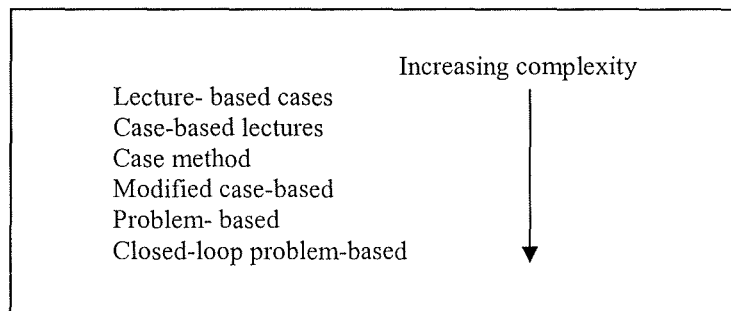 Increasing complexity
Lecture- based cases
Case-based lectures
Case method
Modified case-based
Problem- based
Closed-loop problem-based